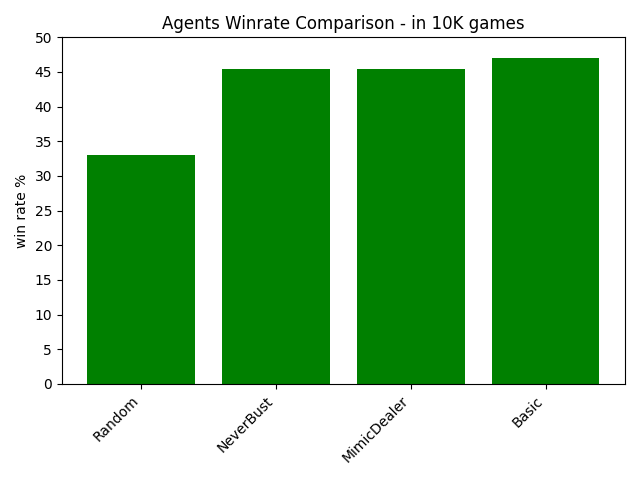 Agents Winrate Comparison - in 10K games
win rate %
50
45
40
35
30
25
20
15
10
5
0
Random
NeverBust
MimicDealer
Basic